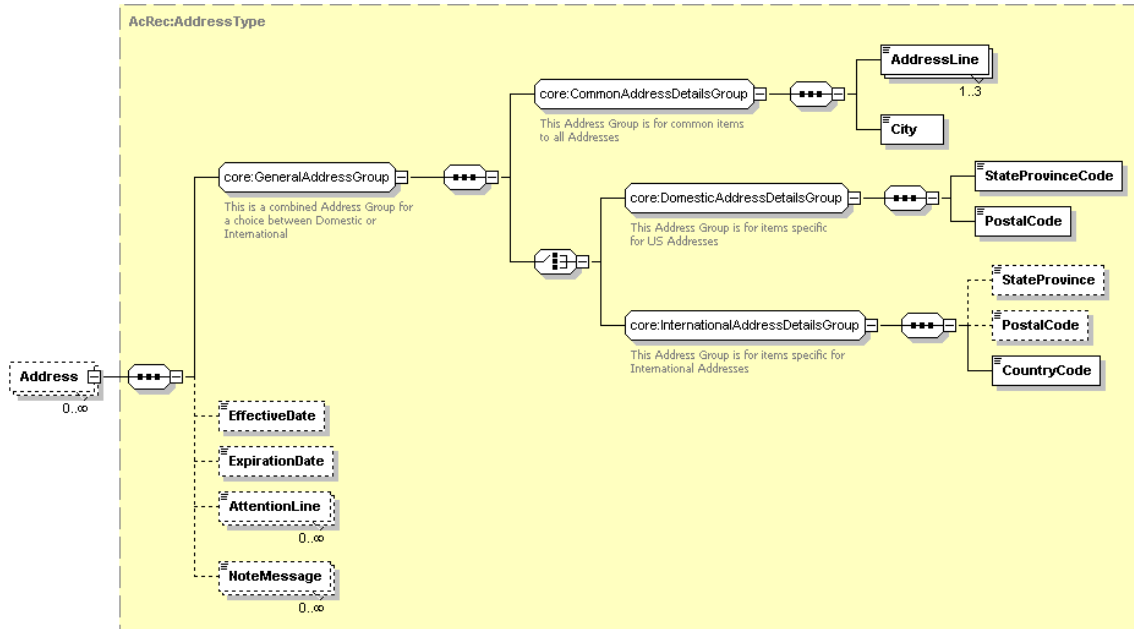 AcRec:AddressType
AddressLine
1..3
core:CommonAddressDetailsGroup
This Address Group is for common items
to all Addresses
City
core:GeneralAddressGroup
This is a combined Address Group for
a choice between Domestic or
International
StateProvinceCode
core:DomesticAddressDetailsGroup
This Address Group is for items specific
for US Addresses
PostalCode
StateProvince
core:InternationalAddressDetailsGroup
This Address Group is for items specific for
International Addresses
PostalCode
CountryCode
Address
0..∞
EffectiveDate
ExpirationDate
AttentionLine
0..∞
NoteMessage
0..∞